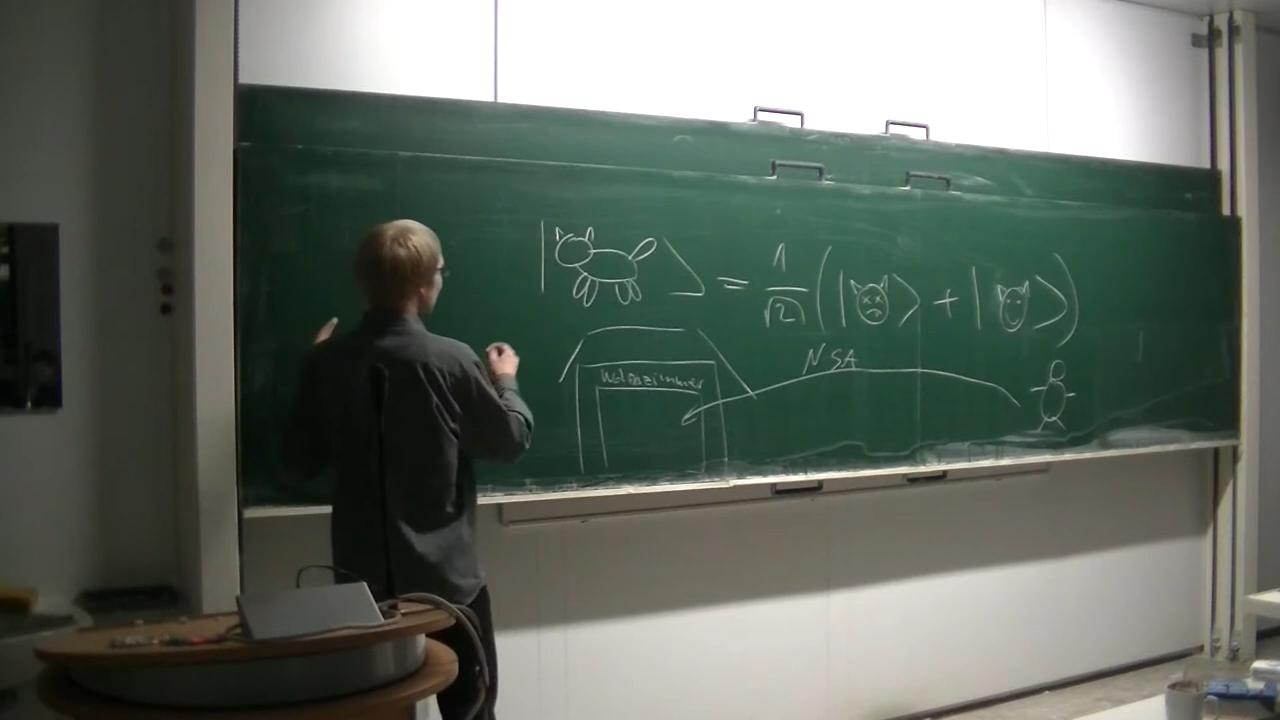 | ⟩ = 1/√2 (| ⟩ + | ⟩)
NSA